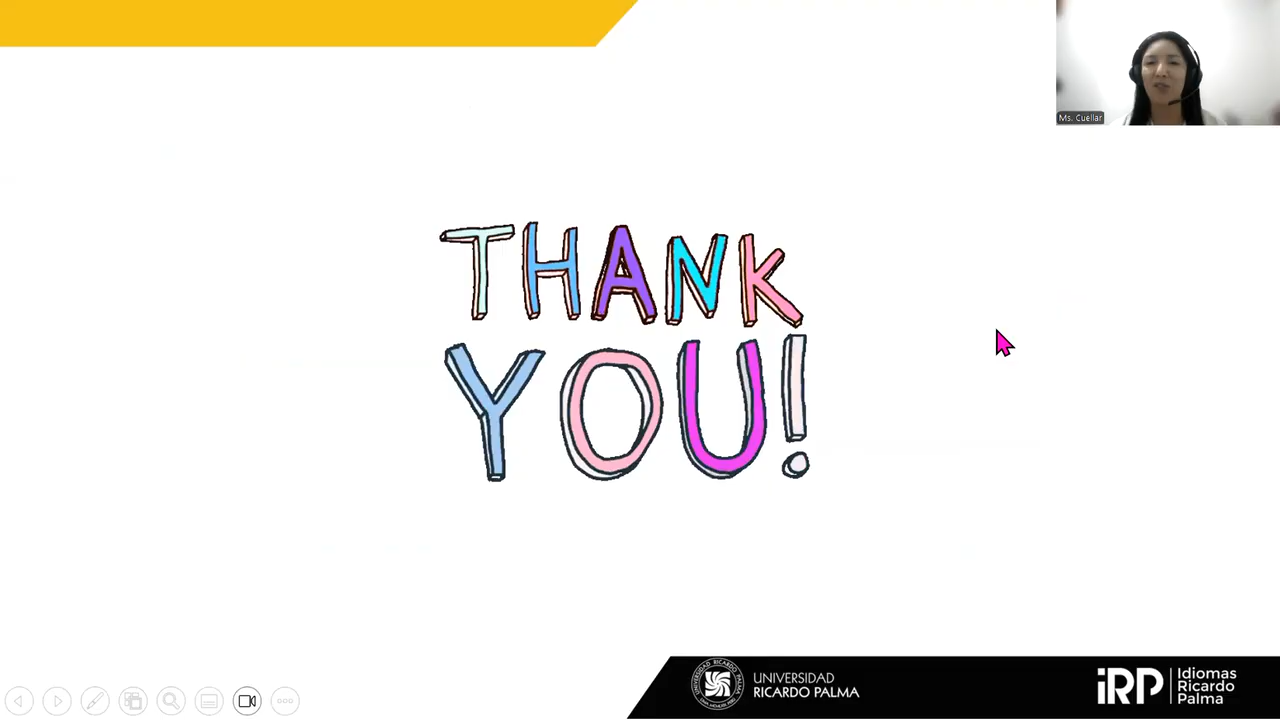 Ms. Cuellar
THANK
YOU!
UNIVERSIDAD
RICARDO PALMA
iRP
Idiomas
Ricardo
Palma